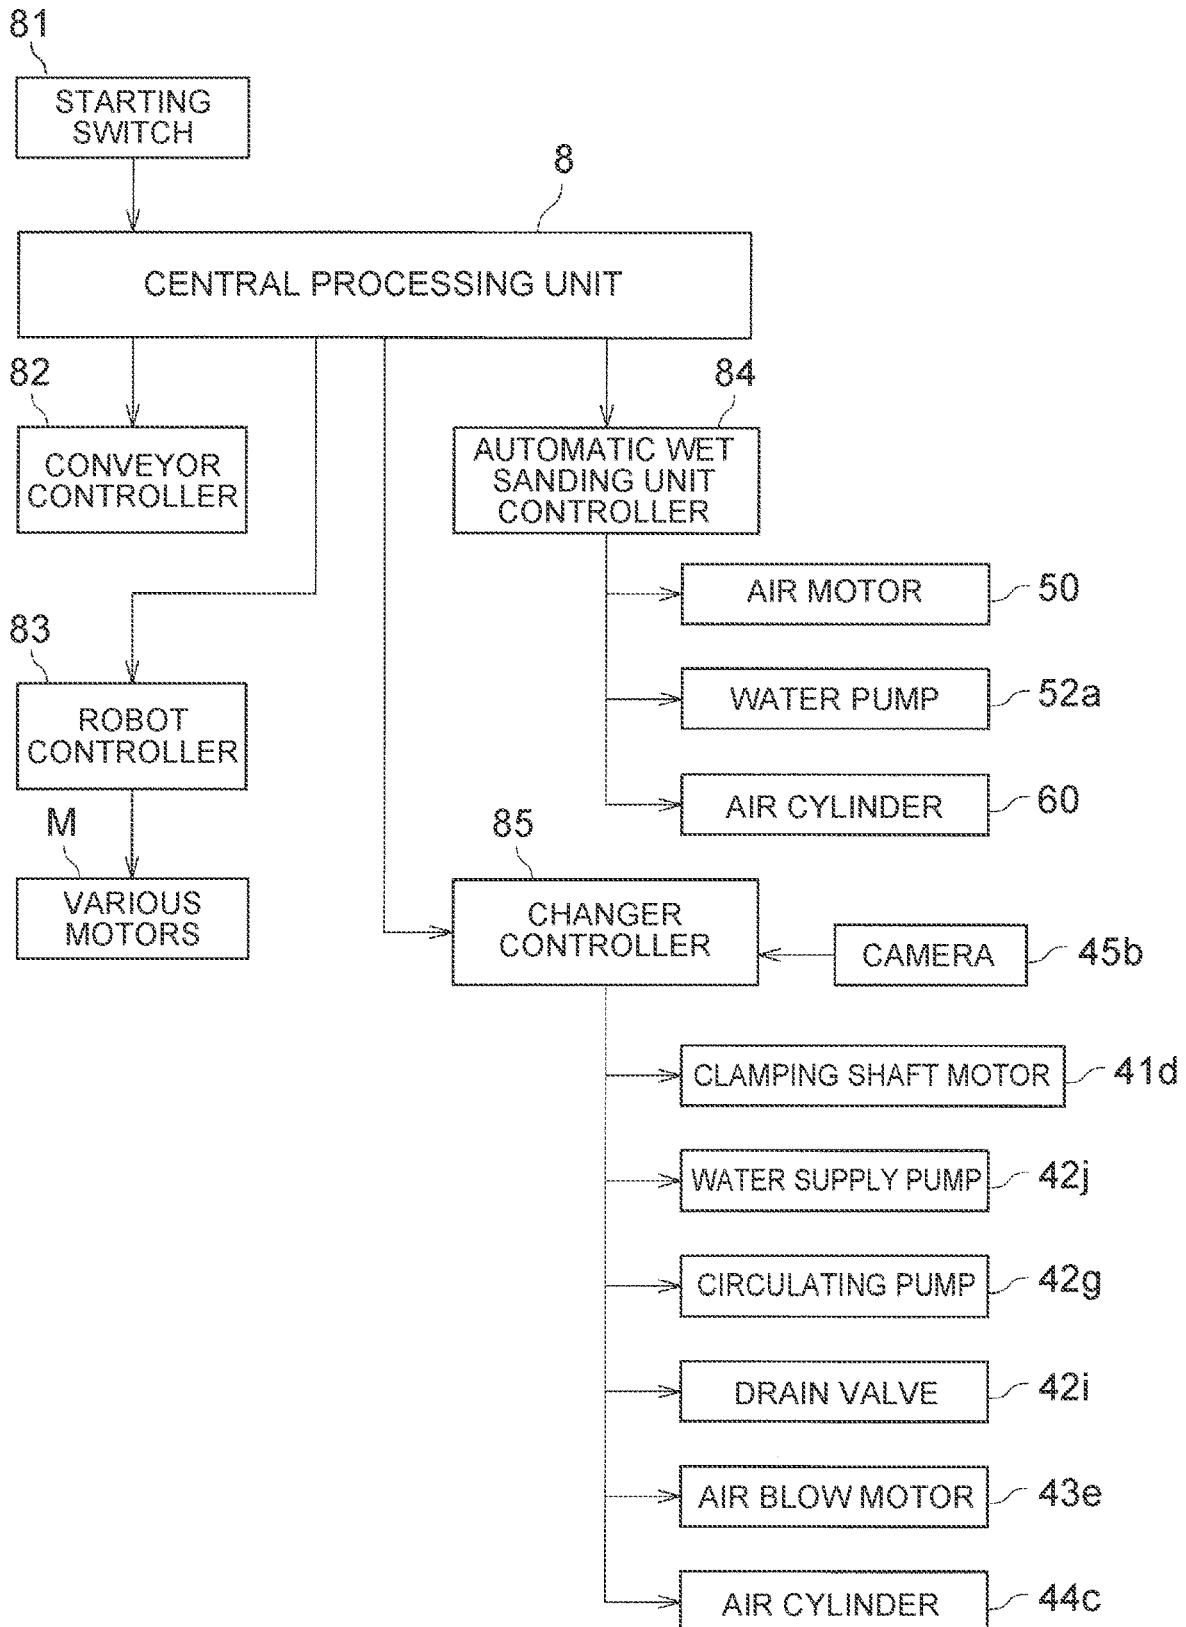 81
STARTING
SWITCH
8
CENTRAL PROCESSING UNIT
82
CONVEYOR
CONTROLLER
84
AUTOMATIC WET
SANDING UNIT
CONTROLLER
AIR MOTOR
50
WATER PUMP
52a
AIR CYLINDER
60
83
ROBOT
CONTROLLER
M
VARIOUS
MOTORS
85
CHANGER
CONTROLLER
CAMERA
45b
CLAMPING SHAFT MOTOR
41d
WATER SUPPLY PUMP
42j
CIRCULATING PUMP
42g
DRAIN VALVE
42i
AIR BLOW MOTOR
43e
AIR CYLINDER
44c